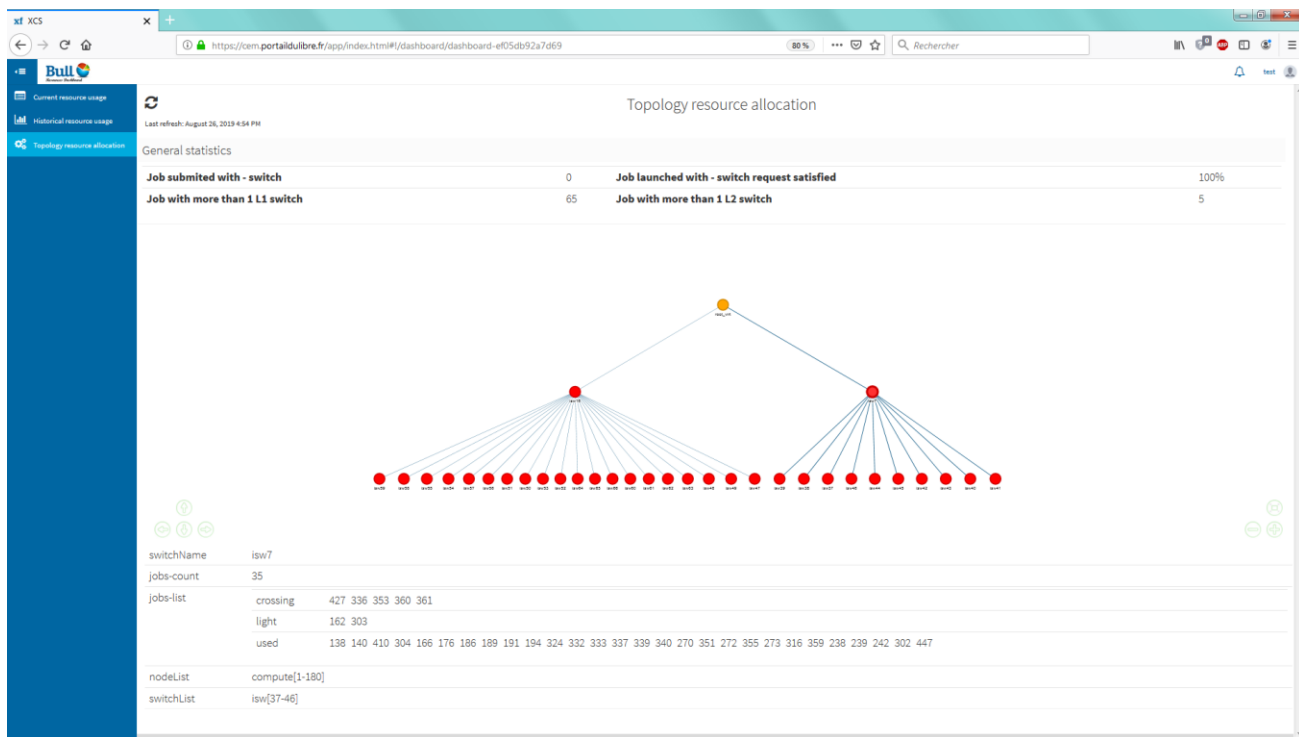 xf XCS
https://cem.portaildulibre.fr/app/index.html#!/dashboard/dashboard-ef05db92a7d69 80% Rechercher
Bull test
Current resource usage
Historical resource usage
Topology resource allocation
Topology resource allocation
Last refresh: August 26, 2019 4:54 PM
General statistics
Job submited with - switch 0 Job launched with - switch request satisfied 100%
Job with more than 1 L1 switch 65 Job with more than 1 L2 switch 5
switchName isw7
jobs-count 35
jobs-list crossing 427 336 353 360 361
light 162 303
used 138 140 410 304 166 176 186 189 191 194 324 332 333 337 339 340 270 351 272 355 273 316 359 238 239 242 302 447
nodeList compute[1-180]
switchList isw[37-46]